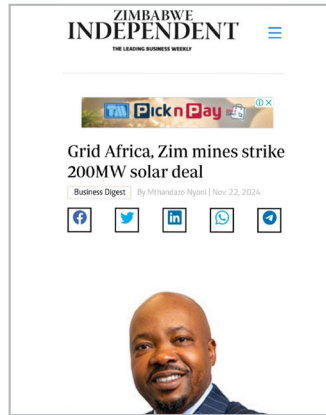 ZIMBABWE
INDEPENDENT
THE LEADING BUSINESS WEEKLY
TM Pick n Pay
Grid Africa, Zim mines strike
200MW solar deal
Business Digest By Mthandazo Nyoni | Nov. 22, 2024